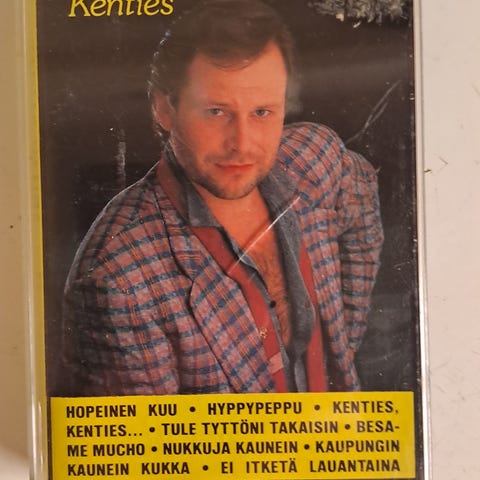 Kenties
HOPEINEN KUU • HYPPYPEPPU • KENTIES,
KENTIES... • TULE TYTTÖNI TAKAISIN • BESA-
ME MUCHO • NUKKUJA KAUNEIN • KAUPUNGIN
KAUNEIN KUKKA • EI ITKETÄ LAUANTAINA